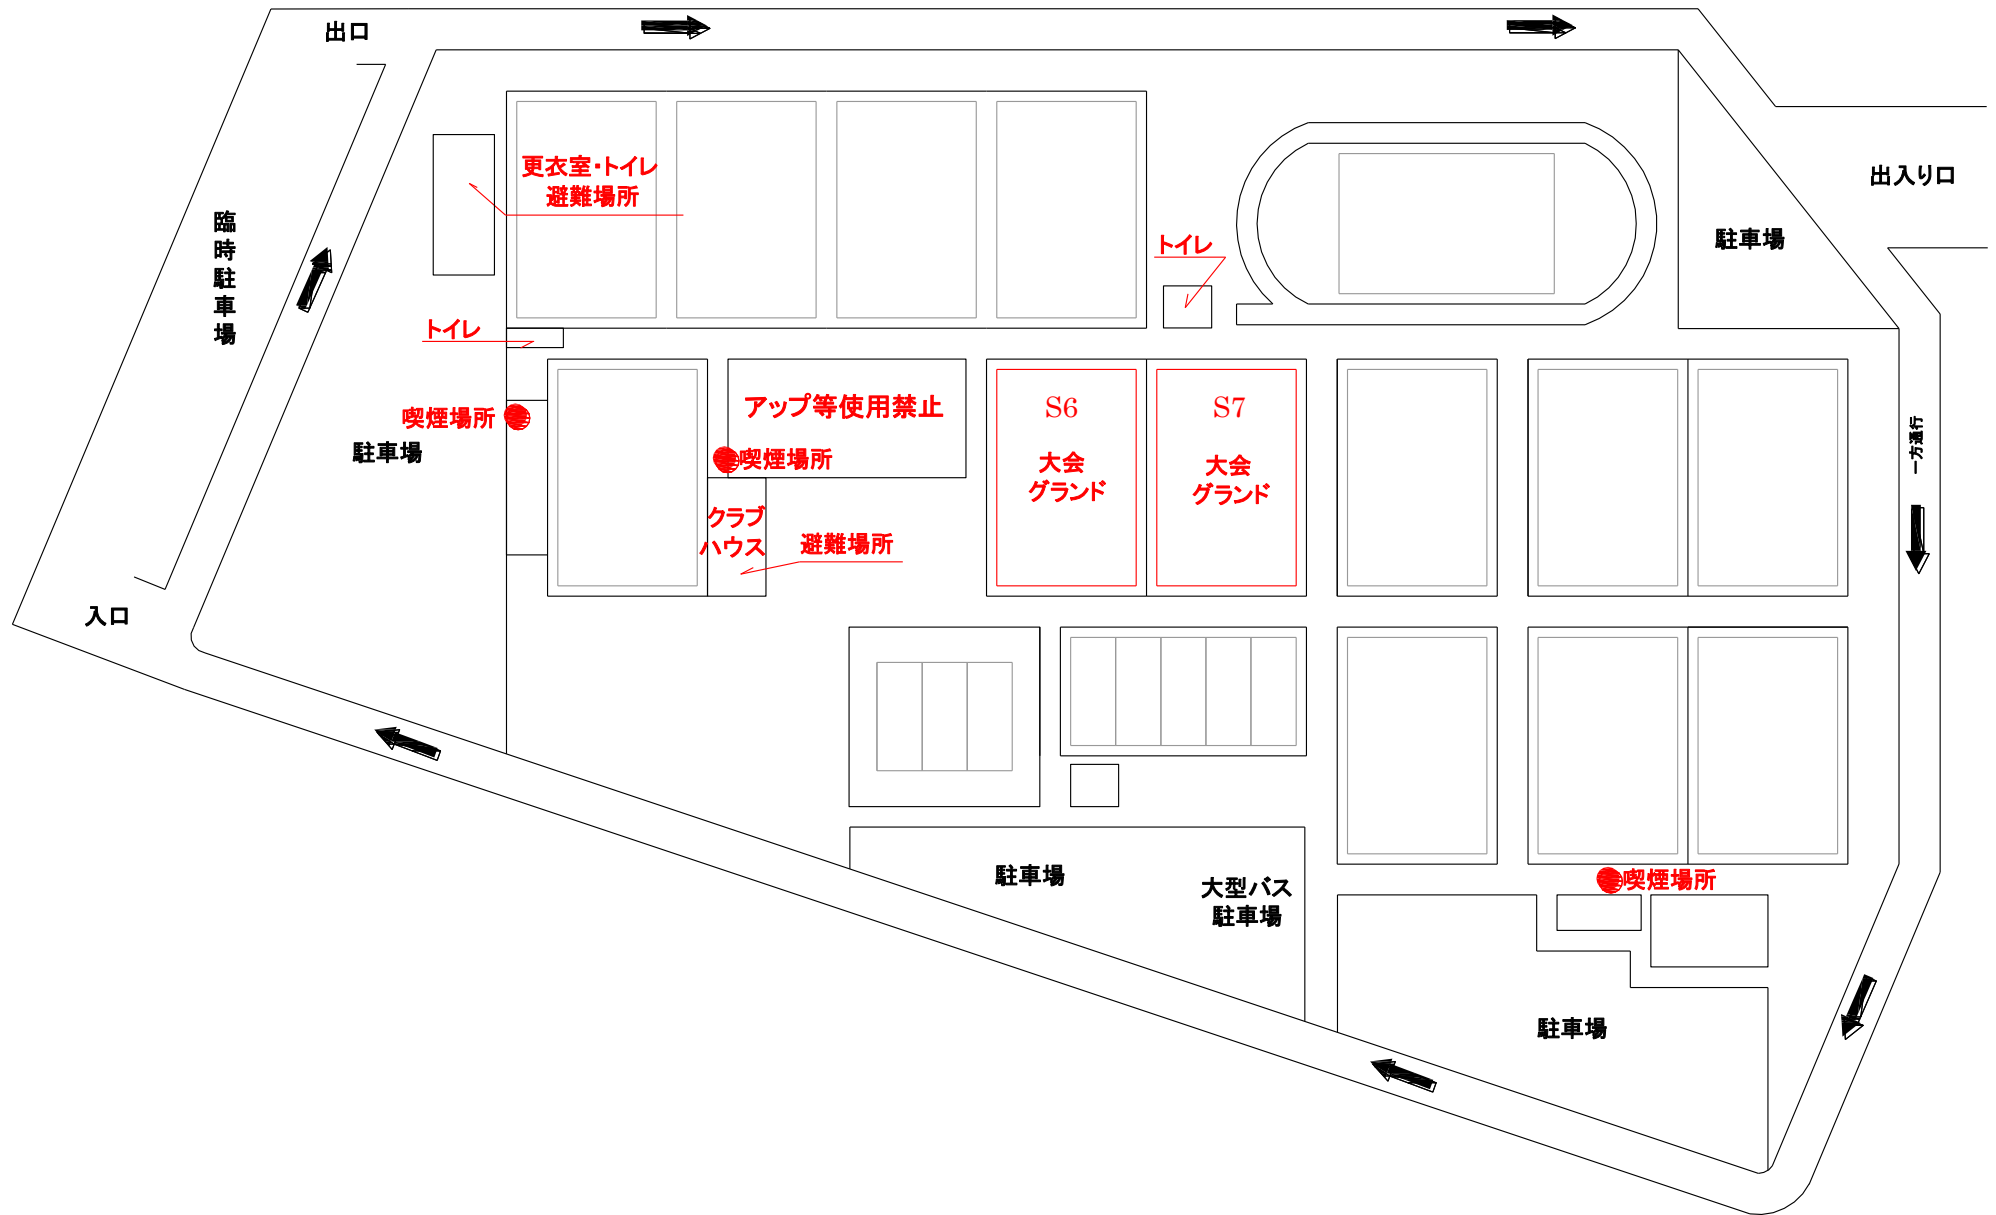 出口
出入り口
更衣室・トイレ
避難場所
臨時駐車場
駐車場
トイレ
トイレ
喫煙場所
駐車場
アップ等使用禁止
喫煙場所
S6
大会
グランド
S7
大会
グランド
一方通行
クラブ
ハウス
避難場所
入口
駐車場
大型バス
駐車場
喫煙場所
駐車場